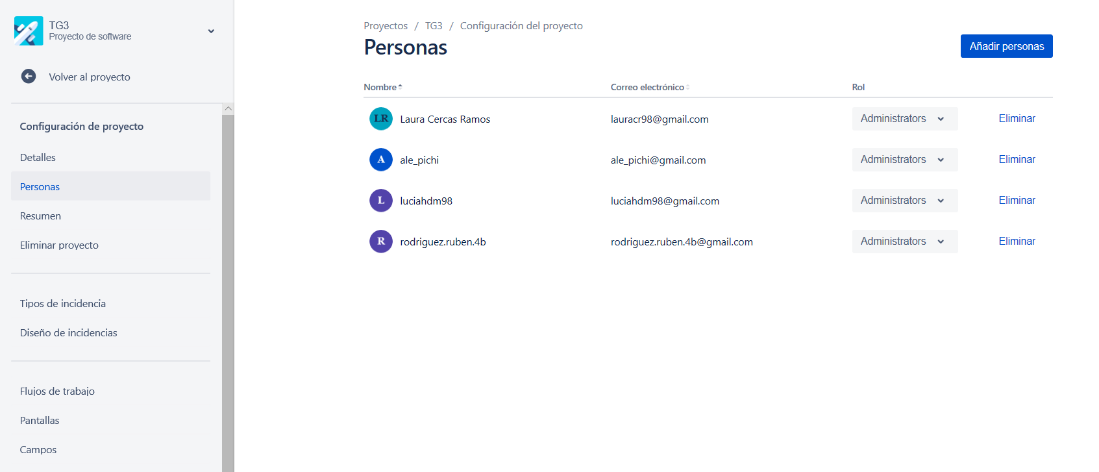 TG3
Proyecto de software
Volver al proyecto
Configuración de proyecto
Detalles
Personas
Resumen
Eliminar proyecto
Tipos de incidencia
Diseño de incidencias
Flujos de trabajo
Pantallas
Campos
Proyectos / TG3 / Configuración del proyecto
Personas
Añadir personas
Nombre Correo electrónico Rol
LR Laura Cercas Ramos lauracr98@gmail.com Administrators Eliminar
A ale_pichi ale_pichi@gmail.com Administrators Eliminar
L luciahdm98 luciahdm98@gmail.com Administrators Eliminar
R rodriguez.ruben.4b rodriguez.ruben.4b@gmail.com Administrators Eliminar